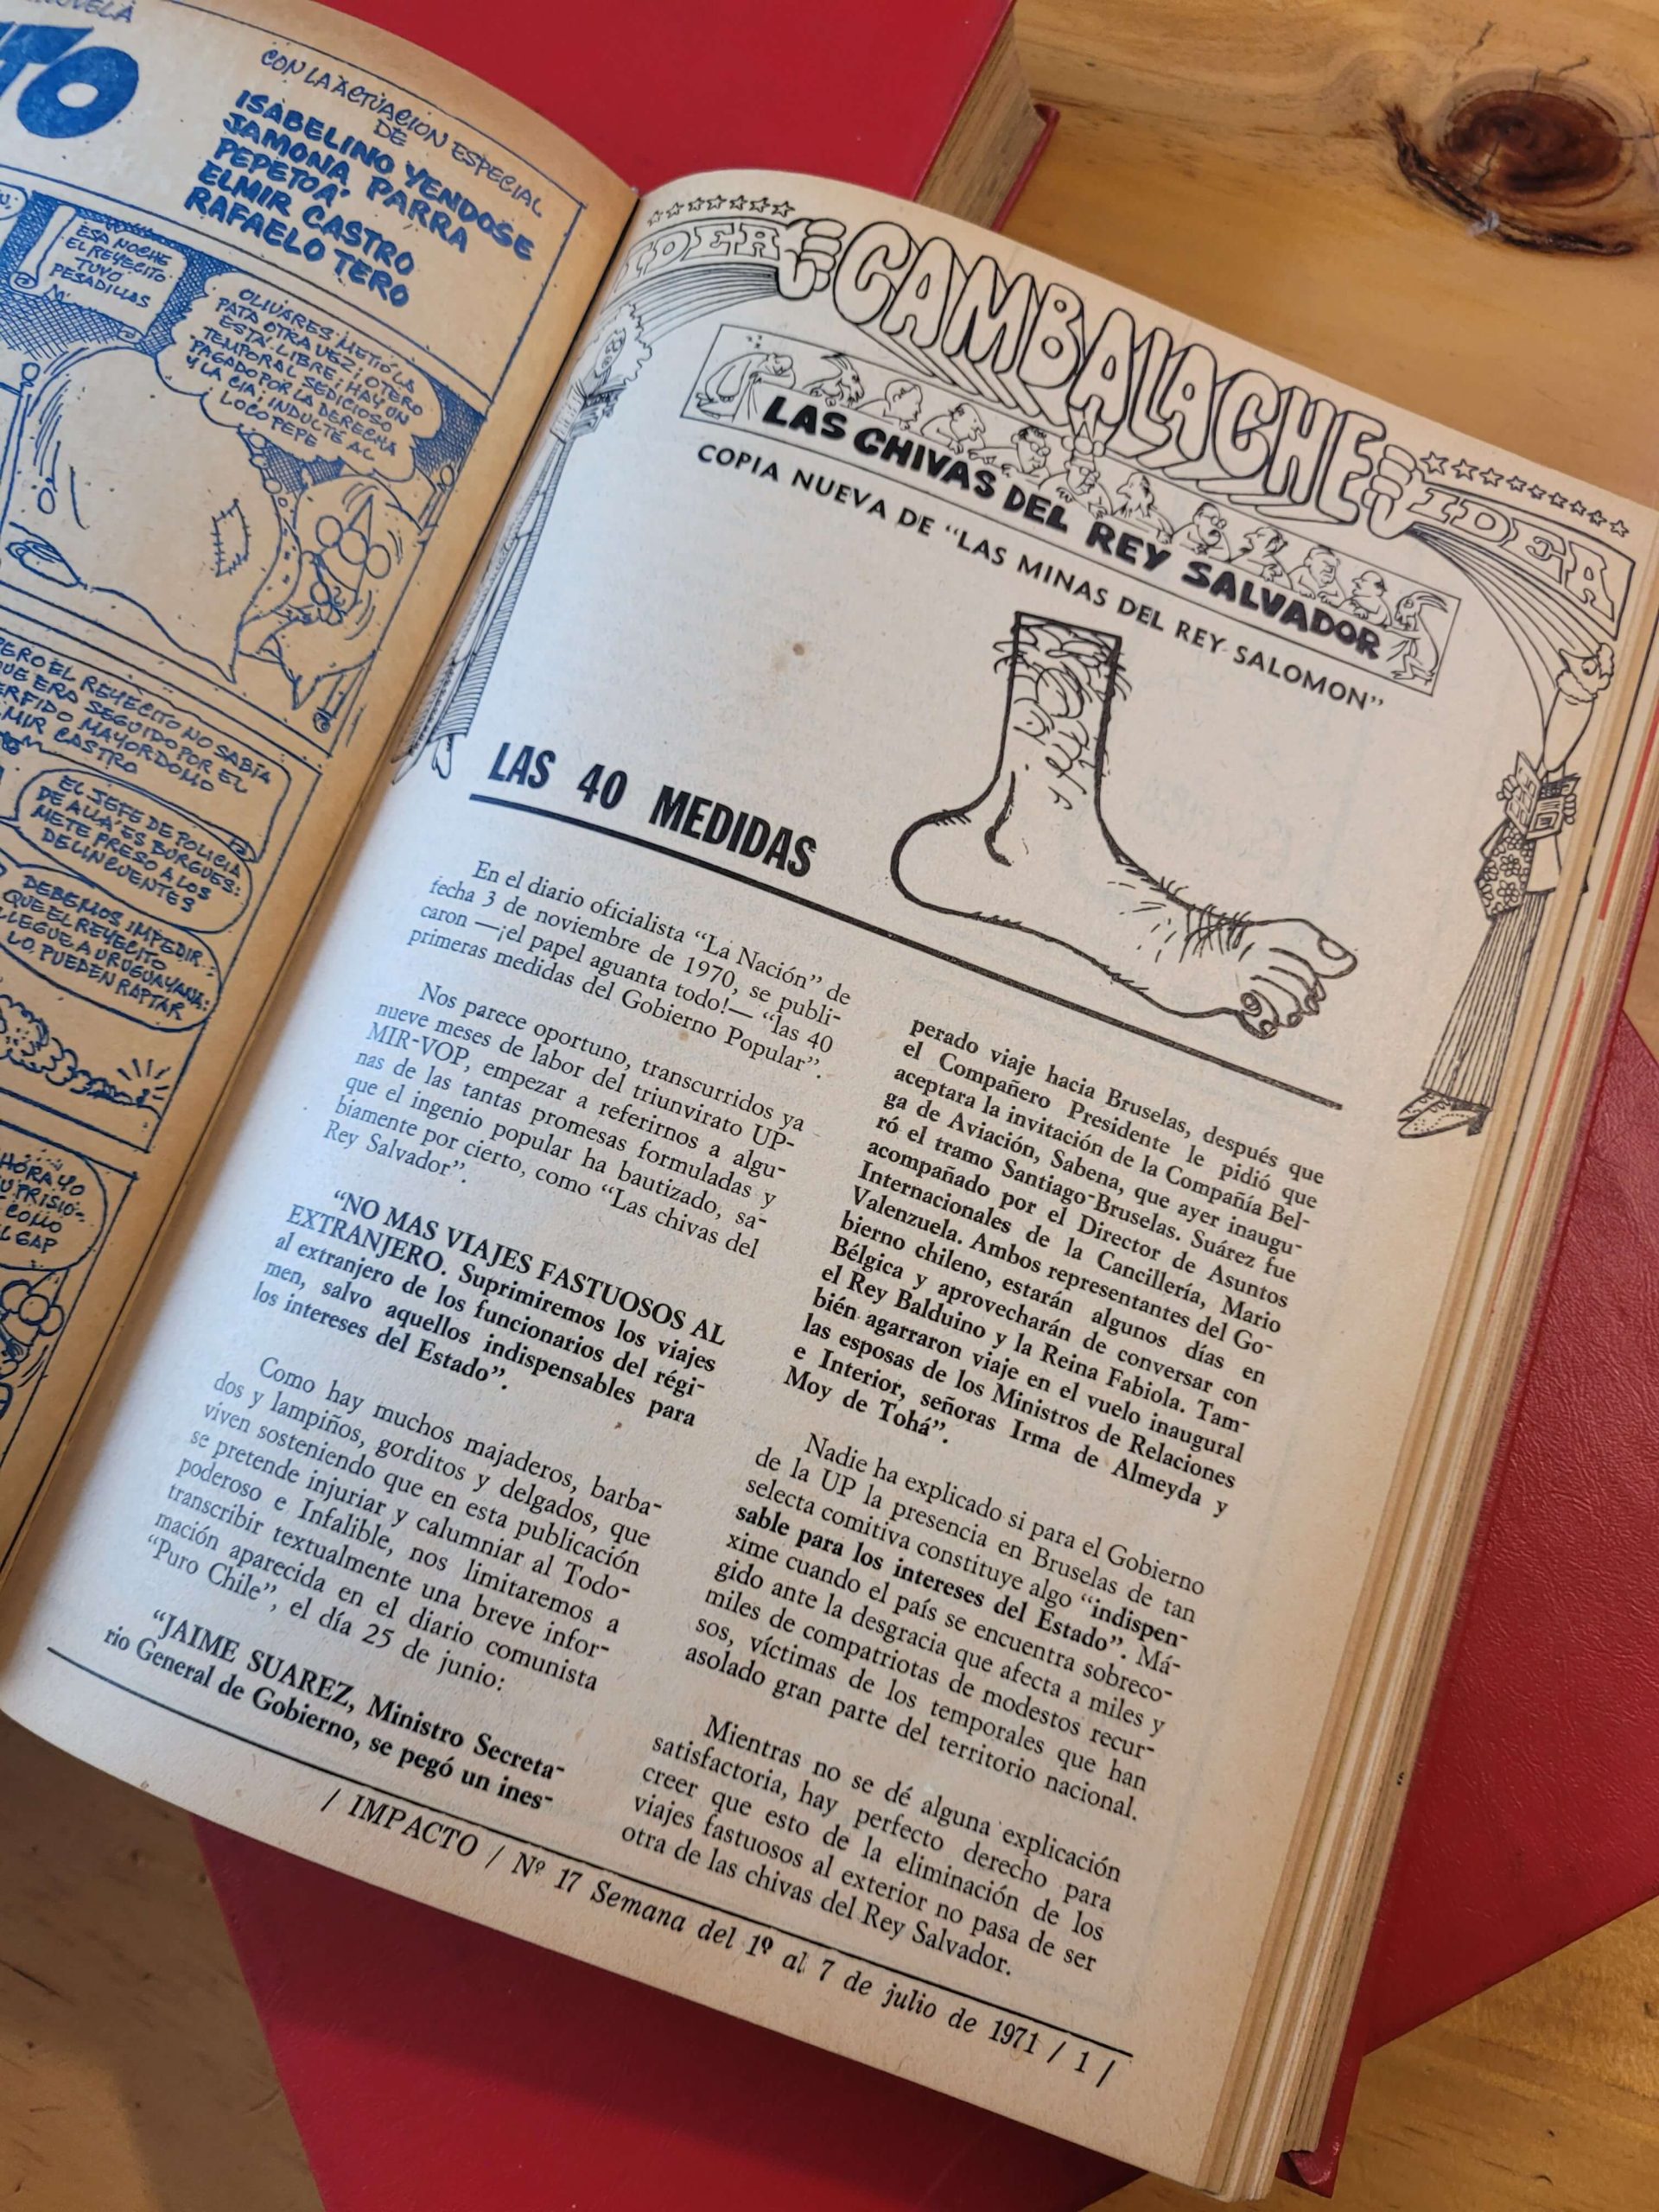 NOVELA
TO
CON LA ACTUACION ESPECIAL
DE
ISABELINO YENDOSE
JAMONA PARRA
PEPETOA'
ELMIR CASTRO
RAFAELO TERO
ESA NOCHE
EL REYECITO
TUVO
PESADILLAS
OLIVARES METIÓ LA
PATA OTRA VEZ; OTERO
ESTÁ LIBRE; HAY UN
TEMPORAL SEDICIOSO
PAGADO POR LA DERECHA
Y LA CIA; INDULTÉ AL
LOCO PEPE
PERO EL REYECITO NO SABÍA
QUE ERA SEGUIDO POR EL
PERFIDO MAYORDOMO
ELMIR CASTRO
EL JEFE DE POLICIA
DE ALLA ES BURGUES:
METE PRESO A LOS
DELINCUENTES
DEBEMOS IMPEDIR
QUE EL REYECITO
LLEGUE A URUGUAYANA:
LO PUEDEN RAPTAR
HORA YO
U PRISIO-
COMO
L GAP
IDEA CAMBALACHE IDEA
LAS CHIVAS DEL REY SALVADOR
COPIA NUEVA DE “LAS MINAS DEL REY SALOMON”
LAS 40 MEDIDAS
En el diario oficialista “La Nación” de
fecha 3 de noviembre de 1970, se publi-
caron —¡el papel aguanta todo!— “las 40
primeras medidas del Gobierno Popular”.
Nos parece oportuno, transcurridos ya
nueve meses de labor del triunvirato UP-
MIR-VOP, empezar a referirnos a algu-
nas de las tantas promesas formuladas y
que el ingenio popular ha bautizado, sa-
biamente por cierto, como “Las chivas del
Rey Salvador”.
“NO MAS VIAJES FASTUOSOS AL
EXTRANJERO. Suprimiremos los viajes
al extranjero de los funcionarios del régi-
men, salvo aquellos indispensables para
los intereses del Estado”.
Como hay muchos majaderos, barba-
dos y lampiños, gorditos y delgados, que
viven sosteniendo que en esta publicación
se pretende injuriar y calumniar al Todo-
poderoso e Infalible, nos limitaremos a
transcribir textualmente una breve infor-
mación aparecida en el diario comunista
“Puro Chile”, el día 25 de junio:
“JAIME SUAREZ, Ministro Secreta-
rio General de Gobierno, se pegó un ines-
perado viaje hacia Bruselas, después que
el Compañero Presidente le pidió que
aceptara la invitación de la Compañía Bel-
ga de Aviación, Sabena, que ayer inaugu-
ró el tramo Santiago-Bruselas. Suárez fue
acompañado por el Director de Asuntos
Internacionales de la Cancillería, Mario
Valenzuela. Ambos representantes del Go-
bierno chileno, estarán algunos días en
Bélgica y aprovecharán de conversar con
el Rey Balduino y la Reina Fabiola. Tam-
bién agarraron viaje en el vuelo inaugural
las esposas de los Ministros de Relaciones
e Interior, señoras Irma de Almeyda y
Moy de Tohá”.
Nadie ha explicado si para el Gobierno
de la UP la presencia en Bruselas de tan
selecta comitiva constituye algo “indispen-
sable para los intereses del Estado”. Má-
xime cuando el país se encuentra sobreco-
gido ante la desgracia que afecta a miles y
miles de compatriotas de modestos recur-
sos, víctimas de los temporales que han
asolado gran parte del territorio nacional.
Mientras no se dé alguna explicación
satisfactoria, hay perfecto derecho para
creer que esto de la eliminación de los
viajes fastuosos al exterior no pasa de ser
otra de las chivas del Rey Salvador.
/ IMPACTO / Nº 17 Semana del 1º al 7 de julio de 1971 / 1 /